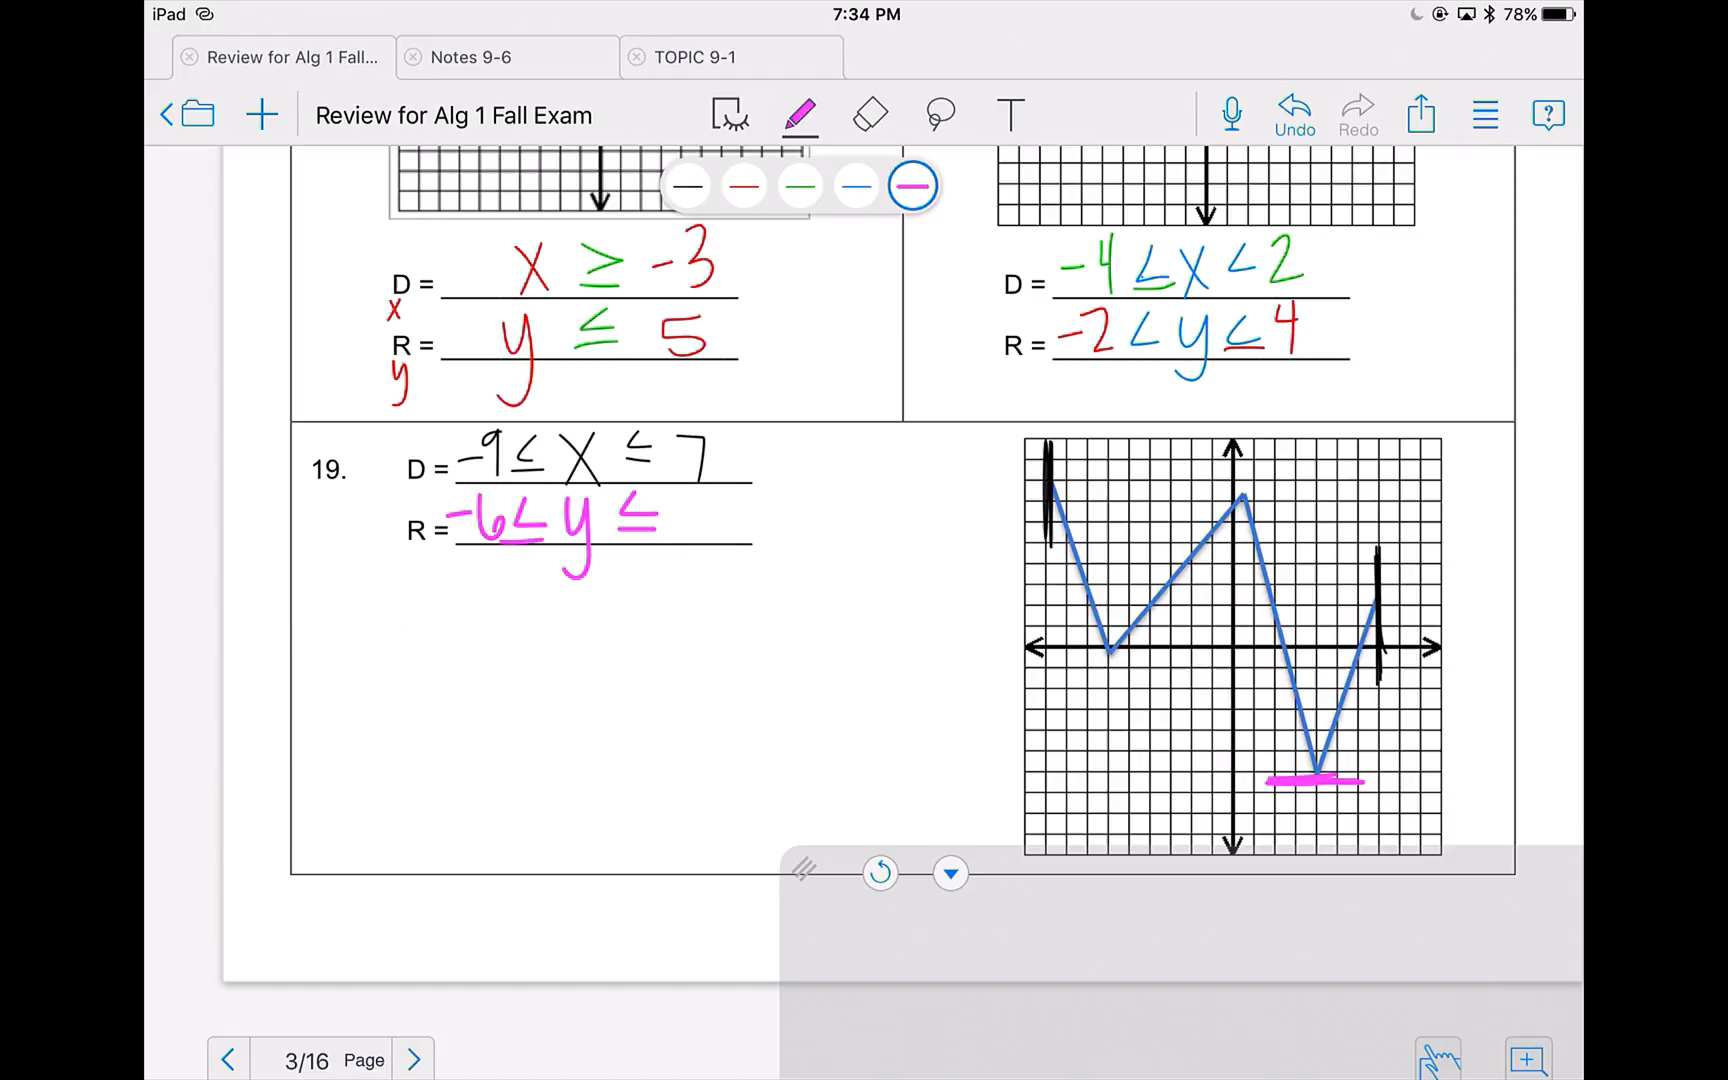 iPad 7:34 PM 78%
Review for Alg 1 Fall... Notes 9-6 TOPIC 9-1
Review for Alg 1 Fall Exam T Undo Redo ?
D = x ≥ -3
x
R = y ≤ 5
y
D = -4 ≤ x < 2
R = -2 < y ≤ 4
19. D = -9 ≤ x ≤ 7
R = -6 ≤ y ≤
3/16 Page